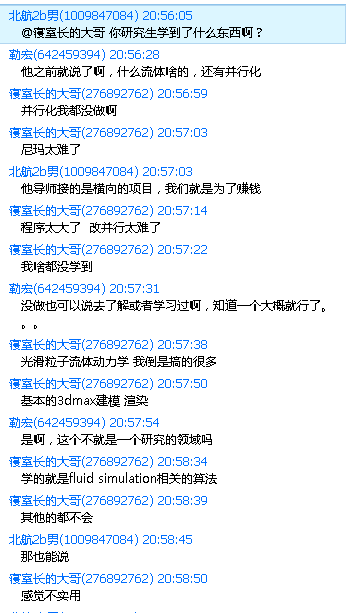 北航2b男(1009847084) 20:56:05
@寝室长的大哥 你研究生学到了什么东西啊？
勒宏(642459394) 20:56:28
他之前就说了啊，什么流体啥的，还有并行化
寝室长的大哥(276892762) 20:56:59
并行化我都没做啊
寝室长的大哥(276892762) 20:57:03
尼玛太难了
北航2b男(1009847084) 20:57:03
他导师接的是横向的项目，我们就是为了赚钱
寝室长的大哥(276892762) 20:57:14
程序太大了 改并行太难了
寝室长的大哥(276892762) 20:57:22
我啥都没学到
勒宏(642459394) 20:57:31
没做也可以说去了解或者学习过啊，知道一个大概就行了。
。。
寝室长的大哥(276892762) 20:57:38
光滑粒子流体动力学 我倒是搞的很多
寝室长的大哥(276892762) 20:57:50
基本的3dmax建模 渲染
勒宏(642459394) 20:57:54
是啊，这个不就是一个研究的领域吗
寝室长的大哥(276892762) 20:58:34
学的就是fluid simulation相关的算法
寝室长的大哥(276892762) 20:58:39
其他的都不会
北航2b男(1009847084) 20:58:45
那也能说
寝室长的大哥(276892762) 20:58:50
感觉不实用